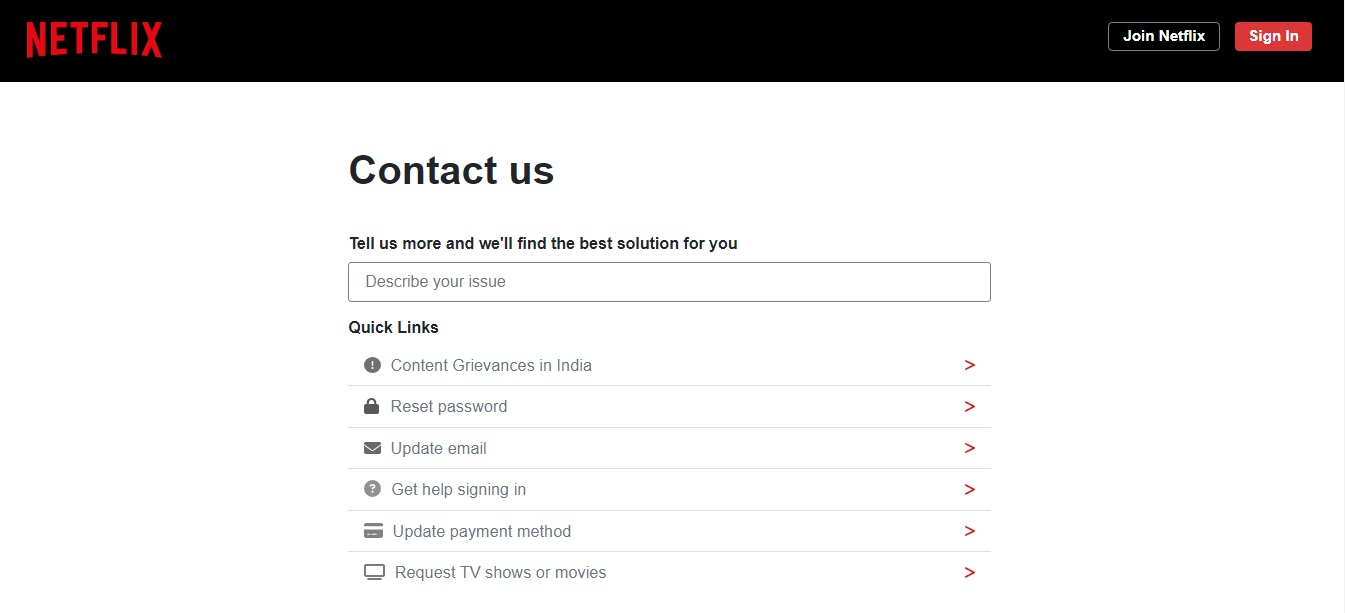 NETFLIX
Join Netflix
Sign In
Contact us
Tell us more and we'll find the best solution for you
Describe your issue
Quick Links
Content Grievances in India >
Reset password >
Update email >
Get help signing in >
Update payment method >
Request TV shows or movies >